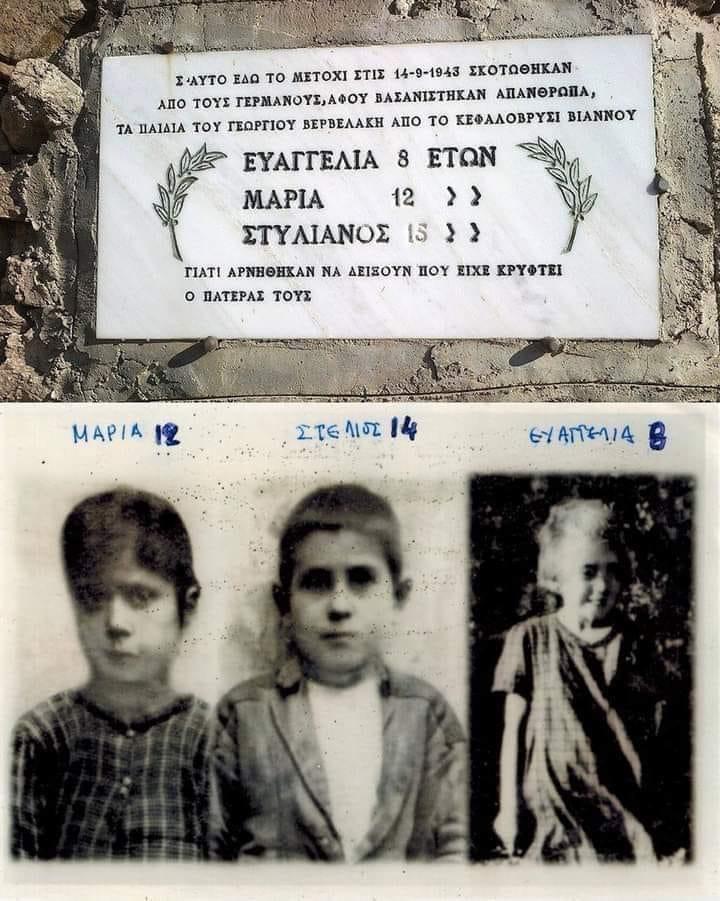 Σ'ΑΥΤΟ ΕΔΩ ΤΟ ΜΕΤΟΧΙ ΣΤΙΣ 14-9-1943 ΣΚΟΤΩΘΗΚΑΝ
ΑΠΟ ΤΟΥΣ ΓΕΡΜΑΝΟΥΣ,ΑΦΟΥ ΒΑΣΑΝΙΣΤΗΚΑΝ ΑΠΑΝΘΡΩΠΑ,
ΤΑ ΠΑΙΔΙΑ ΤΟΥ ΓΕΩΡΓΙΟΥ ΒΕΡΒΕΛΑΚΗ ΑΠΟ ΤΟ ΚΕΦΑΛΟΒΡΥΣΙ ΒΙΑΝΝΟΥ
ΕΥΑΓΓΕΛΙΑ 8 ΕΤΩΝ
ΜΑΡΙΑ 12 》
ΣΤΥΛΙΑΝΟΣ 15 》
ΓΙΑΤΙ ΑΡΝΗΘΗΚΑΝ ΝΑ ΔΕΙΞΟΥΝ ΠΟΥ ΕΙΧΕ ΚΡΥΦΤΕΙ
Ο ΠΑΤΕΡΑΣ ΤΟΥΣ
ΜΑΡΙΑ 12 ΣΤΕΛΙΟΣ 14 ΕΥΑΓΓΕΛΙΑ 8